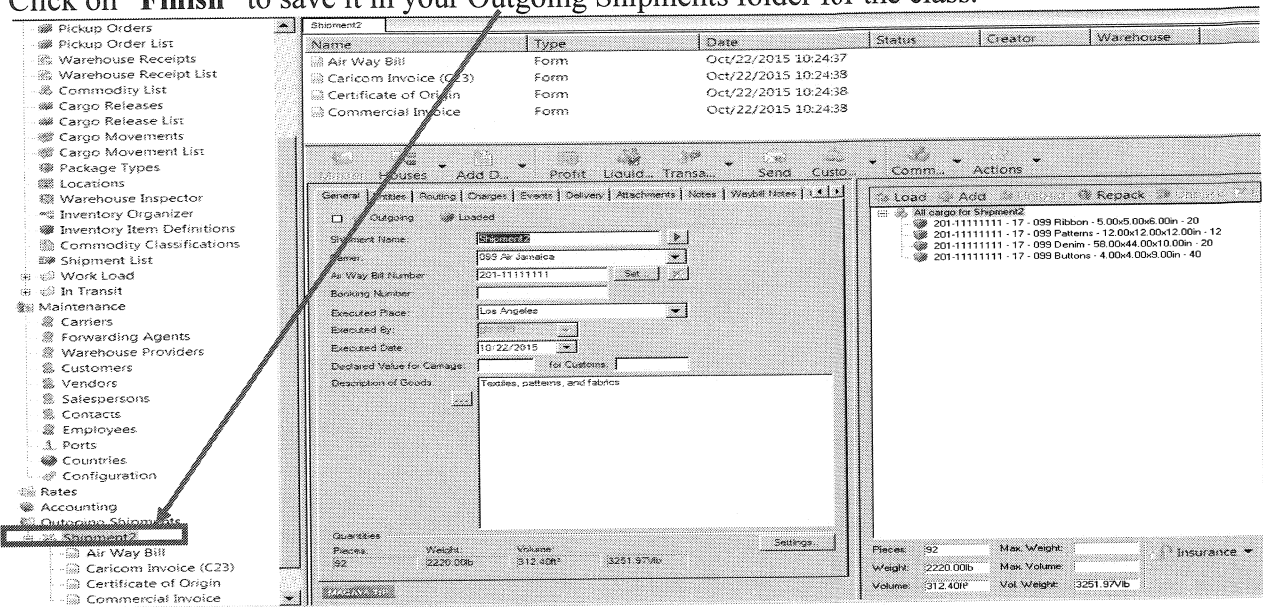 Click on "Finish" to save it in your Outgoing Shipments folder for the class.
Pickup Orders
Pickup Order List
Warehouse Receipts
Warehouse Receipt List
Commodity List
Cargo Releases
Cargo Release List
Cargo Movements
Cargo Movement List
Package Types
Locations
Warehouse Inspector
Inventory Organizer
Inventory Item Definitions
Commodity Classifications
Shipment List
Work Load
In Transit
Maintenance
Carriers
Forwarding Agents
Warehouse Providers
Customers
Vendors
Salespersons
Contacts
Employees
Ports
Countries
Configuration
Rates
Accounting
Outgoing Shipments
Shipment2
Air Way Bill
Caricom Invoice (C23)
Certificate of Origin
Commercial Invoice
Shipment2
Name Type Date Status Creator Warehouse
Air Way Bill Form Oct/22/2015 10:24:37
Caricom Invoice (C23) Form Oct/22/2015 10:24:38
Certificate of Origin Form Oct/22/2015 10:24:38
Commercial Invoice Form Oct/22/2015 10:24:38
Houses Add D... Profit Liquid... Transa... Send Custo... Comm... Actions
General Entities Routing Charges Events Delivery Attachments Notes Waybill Notes
Outgoing Loaded
Shipment Name: Shipment2
Carrier: 099 Air Jamaica
Air Way Bill Number 201-11111111 Set...
Booking Number
Executed Place: Los Angeles
Executed By:
Executed Date 10/22/2015
Declared Value for Carriage: for Customs:
Description of Goods: Textiles, patterns, and fabrics
...
Quantities
Pieces: Weight: Volume:
92 2220.00lb 312.40ft³ 3251.97Vlb
Settings...
MAGAYA TIP
Load Add Repack
All cargo for Shipment2
201-11111111 - 17 - 099 Ribbon - 5.00x5.00x6.00in - 20
201-11111111 - 17 - 099 Patterns - 12.00x12.00x12.00in - 12
201-11111111 - 17 - 099 Denim - 58.00x44.00x10.00in - 20
201-11111111 - 17 - 099 Buttons - 4.00x4.00x9.00in - 40
Pieces: 92 Max. Weight: Insurance
Weight: 2220.00lb Max. Volume:
Volume: 312.40ft³ Vol. Weight: 3251.97Vlb